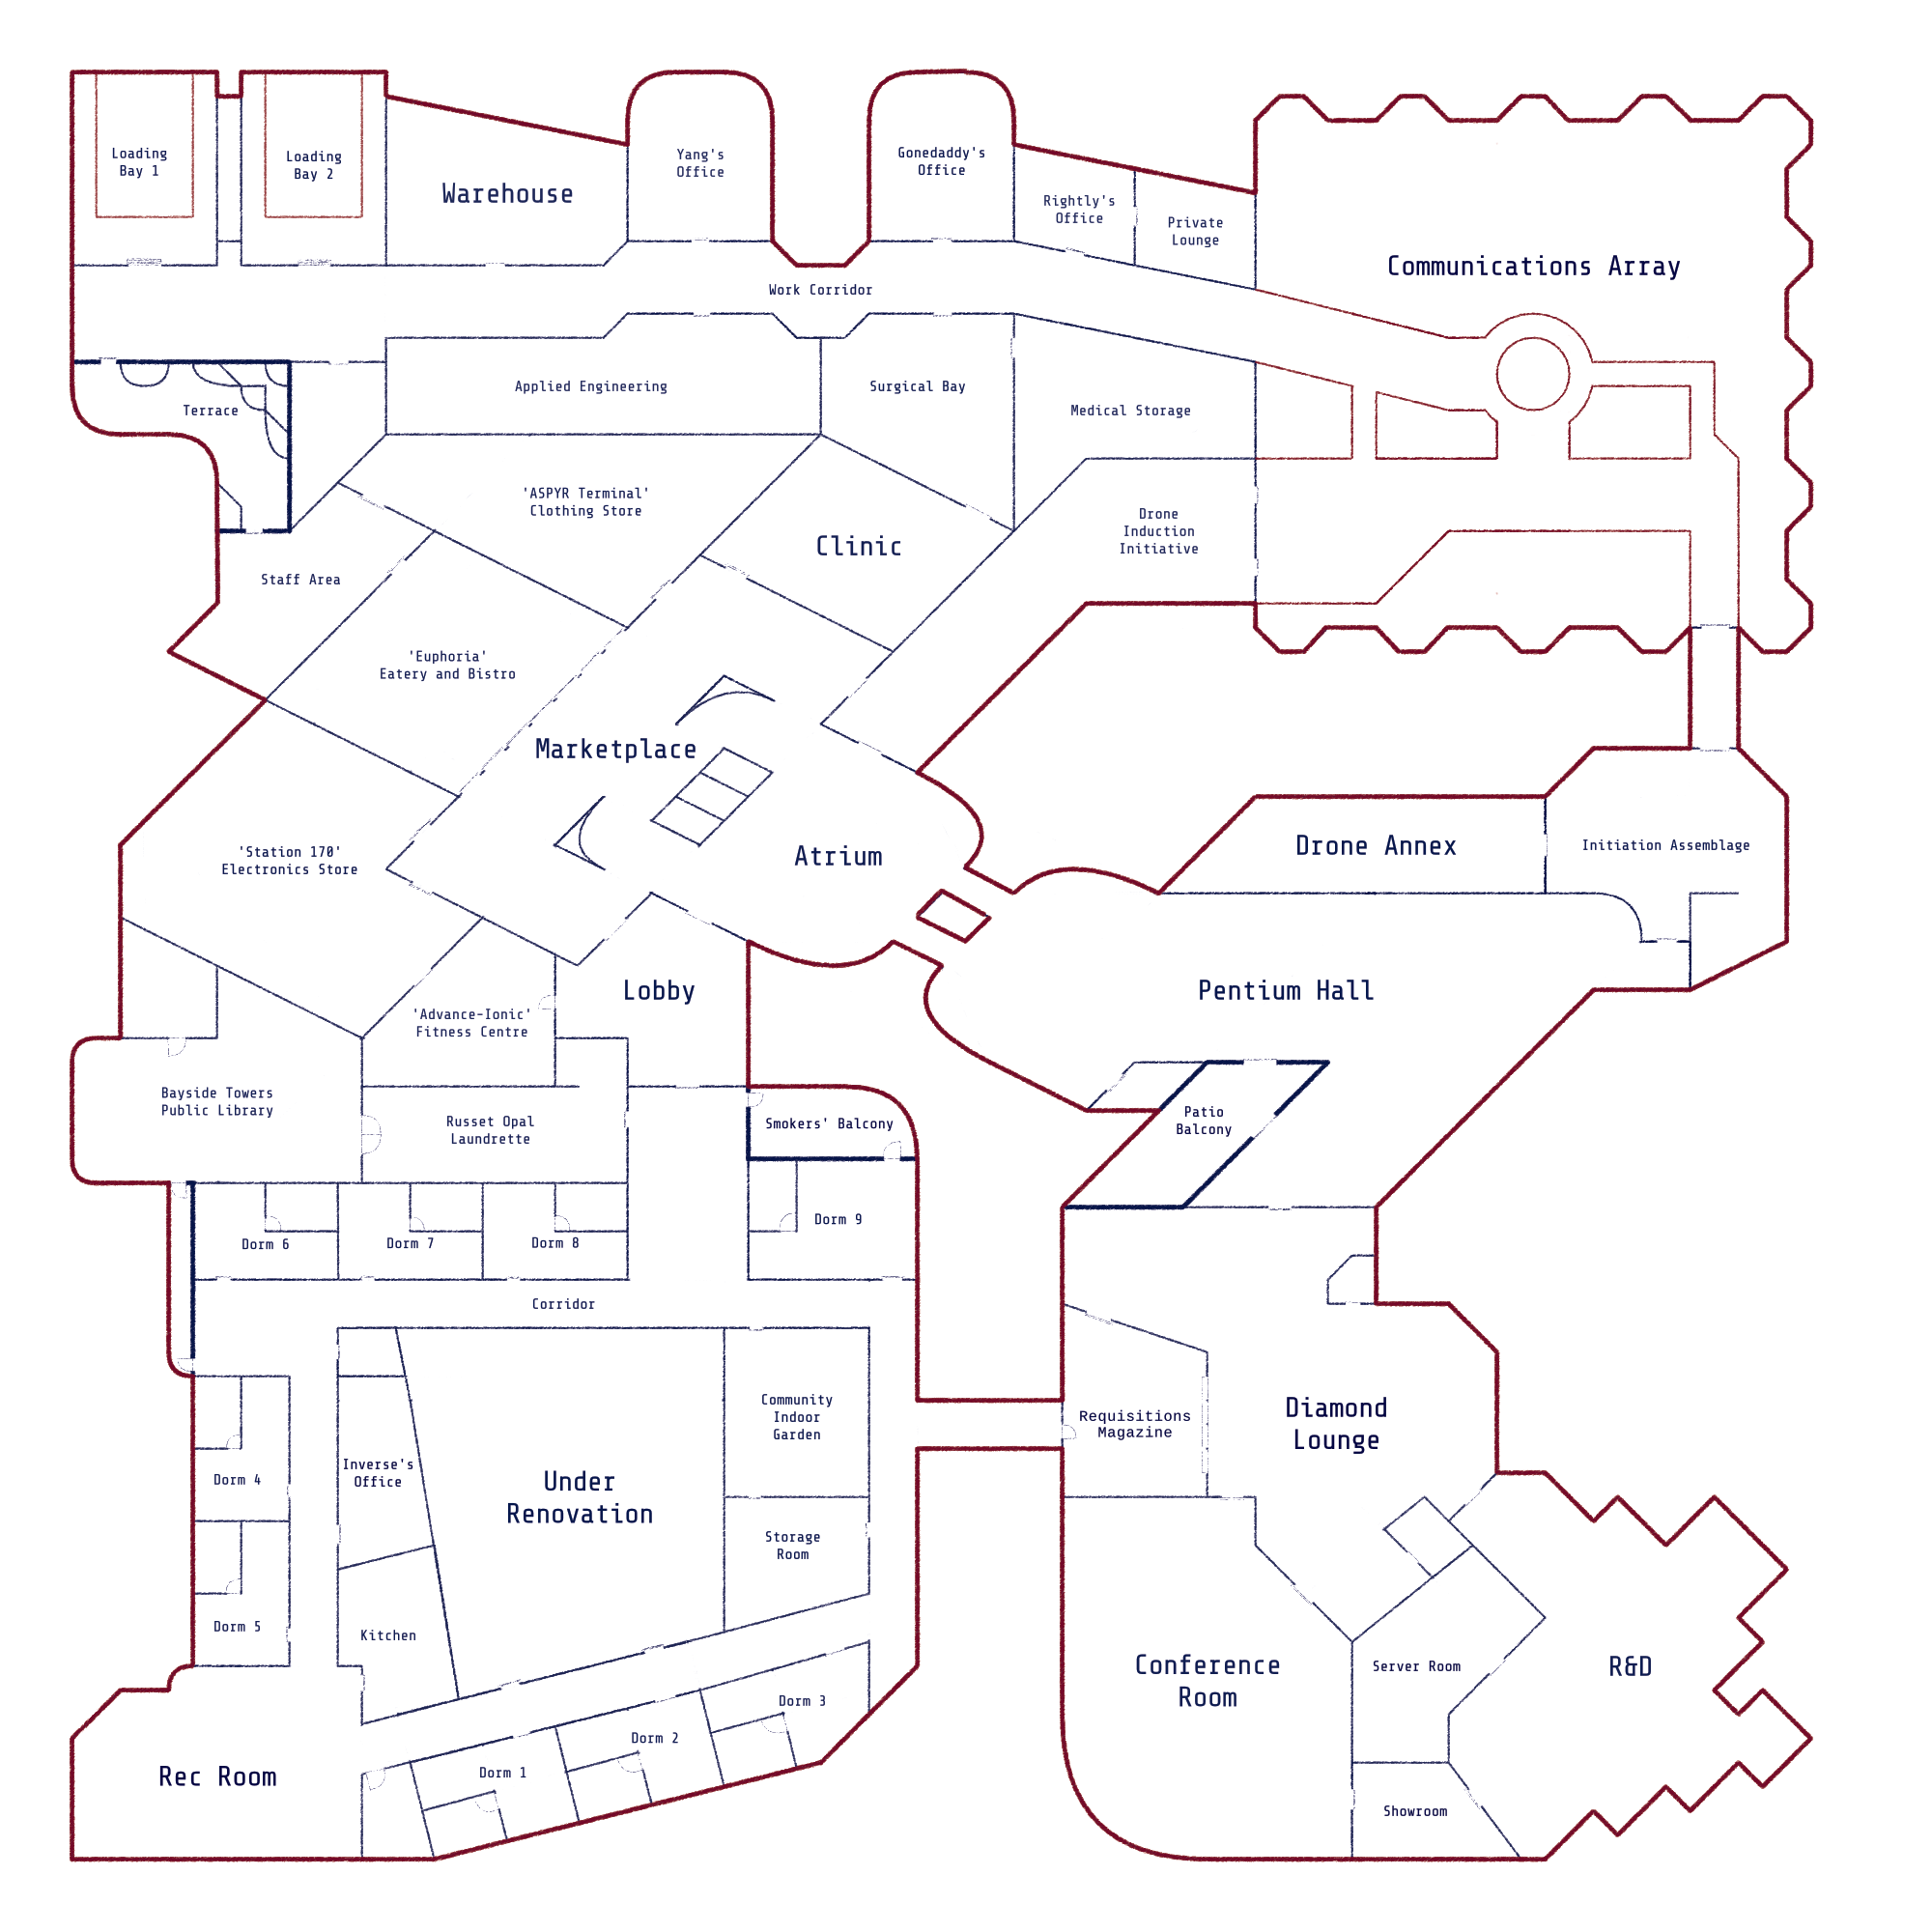 Loading
Bay 1
Loading
Bay 2
Warehouse
Yang's
Office
Gonedaddy's
Office
Rightly's
Office
Private
Lounge
Communications Array
Work Corridor
Terrace
Applied Engineering
Surgical Bay
Medical Storage
'ASPYR Terminal'
Clothing Store
Clinic
Drone
Induction
Initiative
Staff Area
'Euphoria'
Eatery and Bistro
Marketplace
'Station 170'
Electronics Store
Atrium
Drone Annex
Initiation Assemblage
Lobby
Pentium Hall
'Advance-Ionic'
Fitness Centre
Bayside Towers
Public Library
Russet Opal
Laundrette
Smokers' Balcony
Patio
Balcony
Dorm 6
Dorm 7
Dorm 8
Dorm 9
Corridor
Community
Indoor
Garden
Requisitions
Magazine
Diamond
Lounge
Dorm 4
Inverse's
Office
Under
Renovation
Storage
Room
Dorm 5
Kitchen
Conference
Room
Server Room
R&D
Rec Room
Dorm 1
Dorm 2
Dorm 3
Showroom